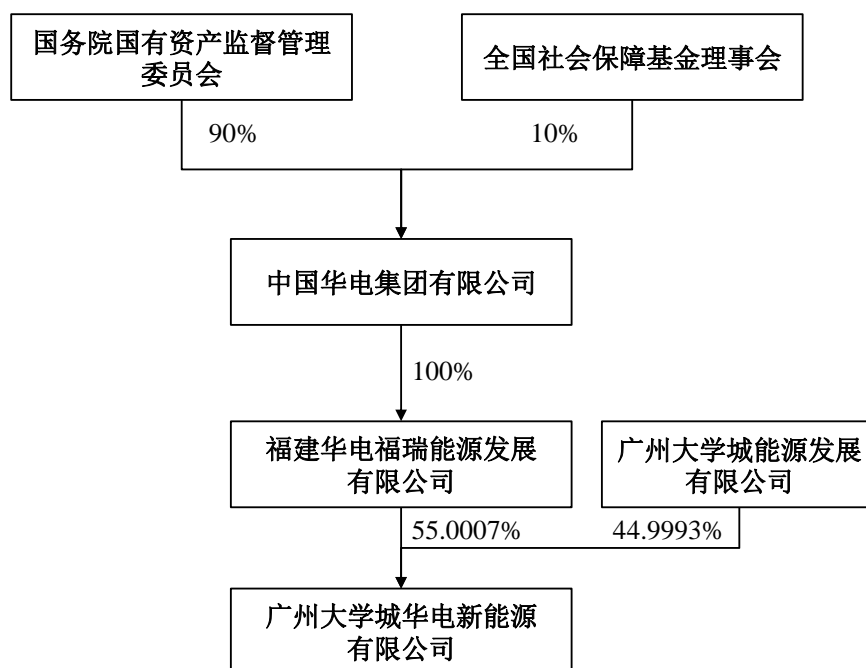 国务院国有资产监督管理
委员会
全国社会保障基金理事会
90%
10%
中国华电集团有限公司
100%
福建华电福瑞能源发展
有限公司
广州大学城能源发展
有限公司
55.0007%
44.9993%
广州大学城华电新能源
有限公司